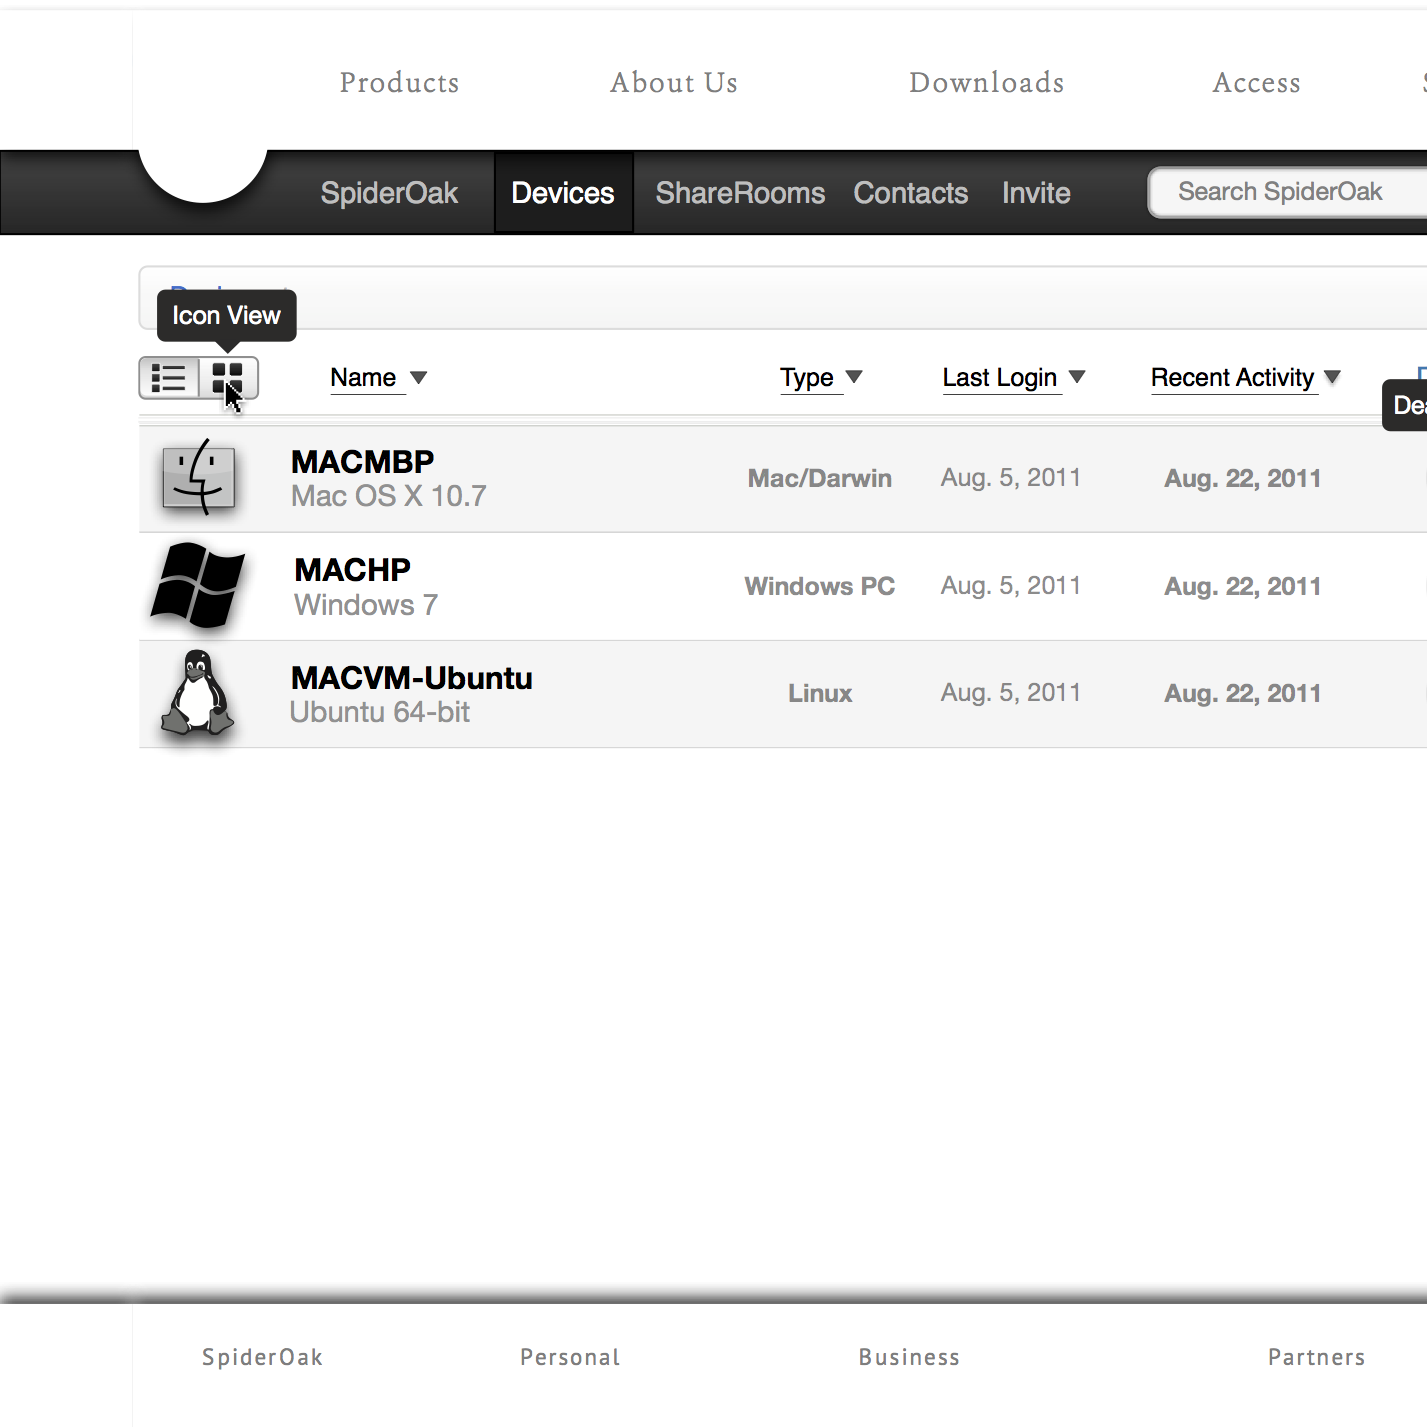 Products About Us Downloads Access
SpiderOak Devices ShareRooms Contacts Invite Search SpiderOak
Icon View
Name Type Last Login Recent Activity
MACMBP
Mac OS X 10.7
Mac/Darwin Aug. 5, 2011 Aug. 22, 2011
MACHP
Windows 7
Windows PC Aug. 5, 2011 Aug. 22, 2011
MACVM-Ubuntu
Ubuntu 64-bit
Linux Aug. 5, 2011 Aug. 22, 2011
SpiderOak Personal Business Partners